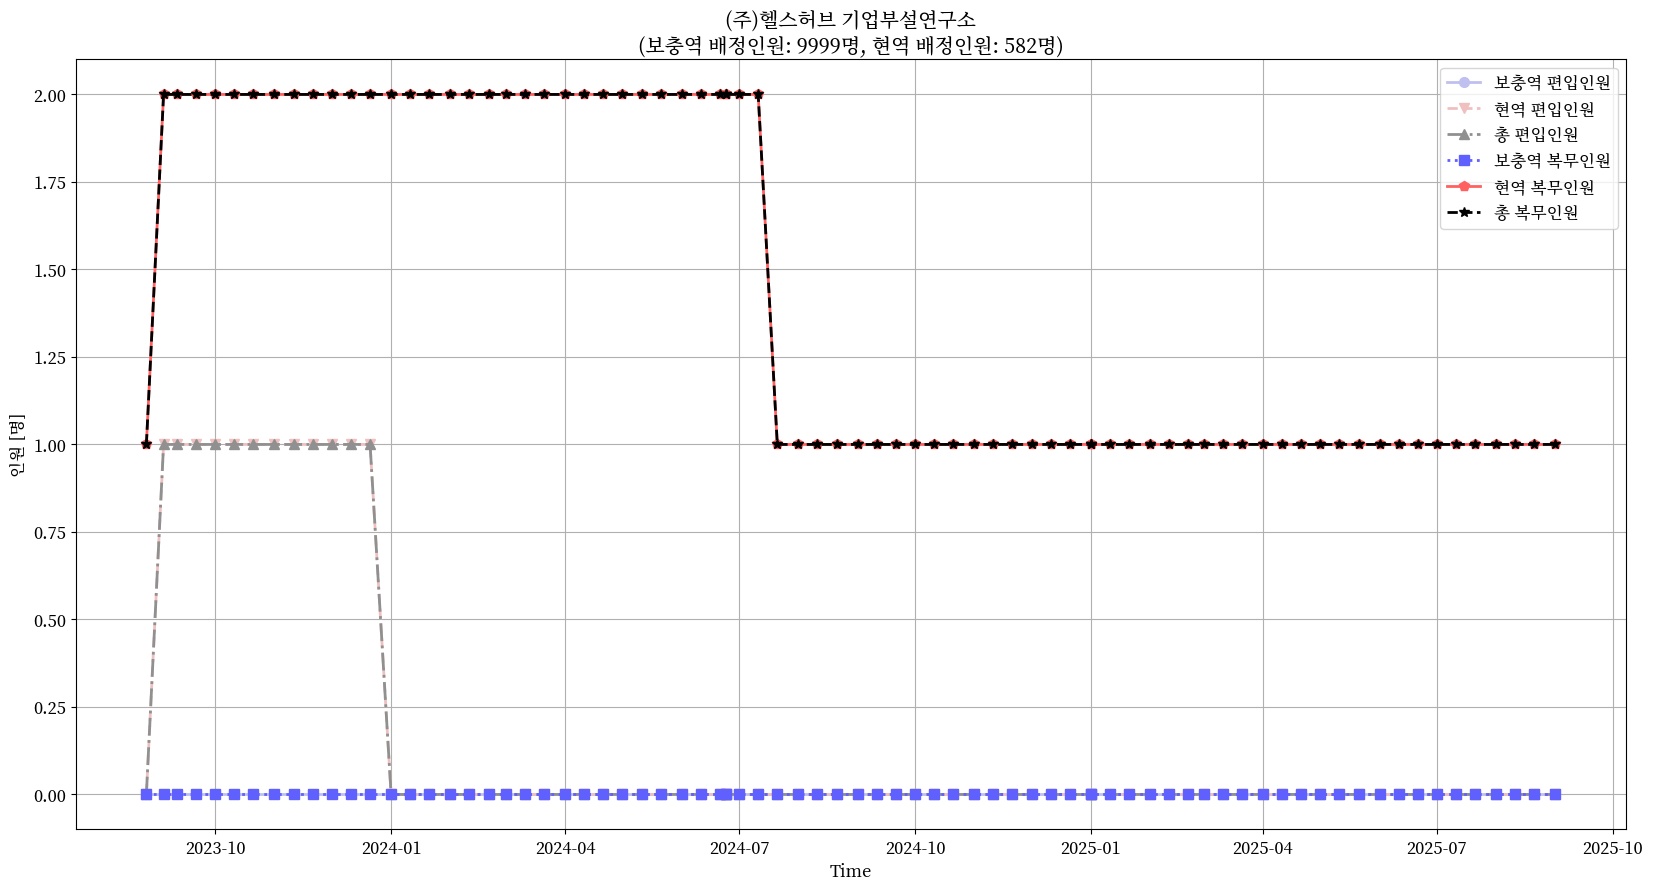 (주)헬스허브 기업부설연구소
(보충역 배정인원: 9999명, 현역 배정인원: 582명)
보충역 편입인원
현역 편입인원
총 편입인원
보충역 복무인원
현역 복무인원
총 복무인원
2.00
1.75
1.50
1.25
1.00
0.75
0.50
0.25
0.00
인원 [명]
2023-10
2024-01
2024-04
2024-07
2024-10
2025-01
2025-04
2025-07
2025-10
Time